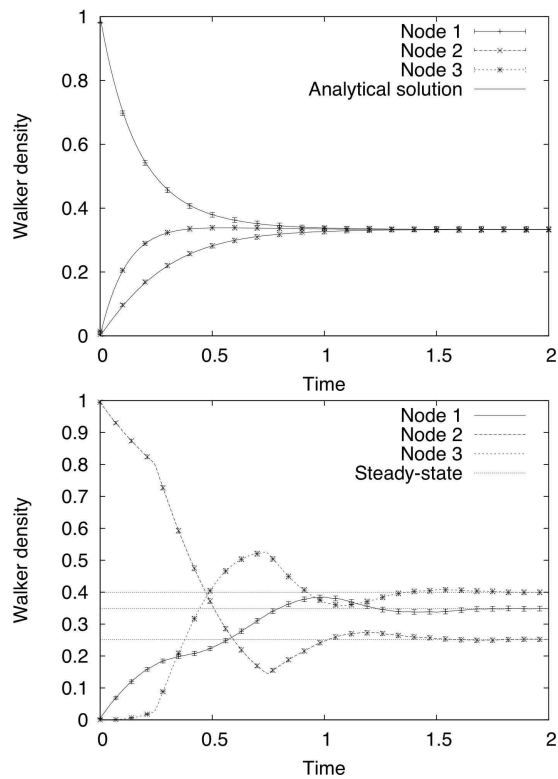 1
0.8
0.6
0.4
0.2
0
Walker density
Node 1
Node 2
Node 3
Analytical solution
0 0.5 1 1.5 2
Time
1
0.9
0.8
0.7
0.6
0.5
0.4
0.3
0.2
0.1
0
Walker density
Node 1
Node 2
Node 3
Steady-state
0 0.5 1 1.5 2
Time